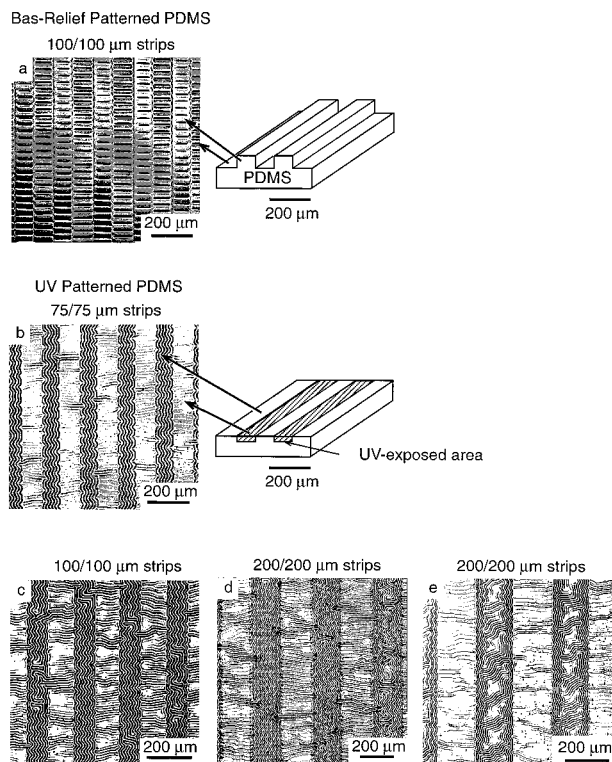 Bas-Relief Patterned PDMS
100/100 µm strips
a
PDMS
200 µm
200 µm
UV Patterned PDMS
75/75 µm strips
b
UV-exposed area
200 µm
200 µm
100/100 µm strips
200/200 µm strips
200/200 µm strips
c
d
e
200 µm
200 µm
200 µm